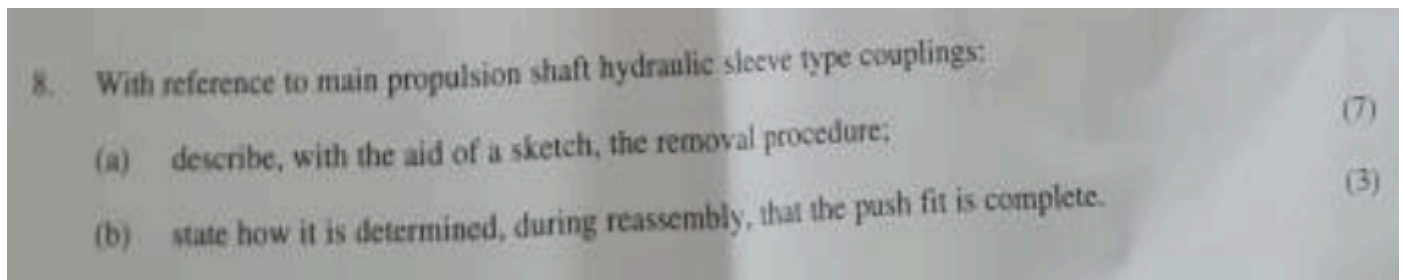 8. With reference to main propulsion shaft hydraulic sleeve type couplings:
(a) describe, with the aid of a sketch, the removal procedure; (7)
(b) state how it is determined, during reassembly, that the push fit is complete. (3)